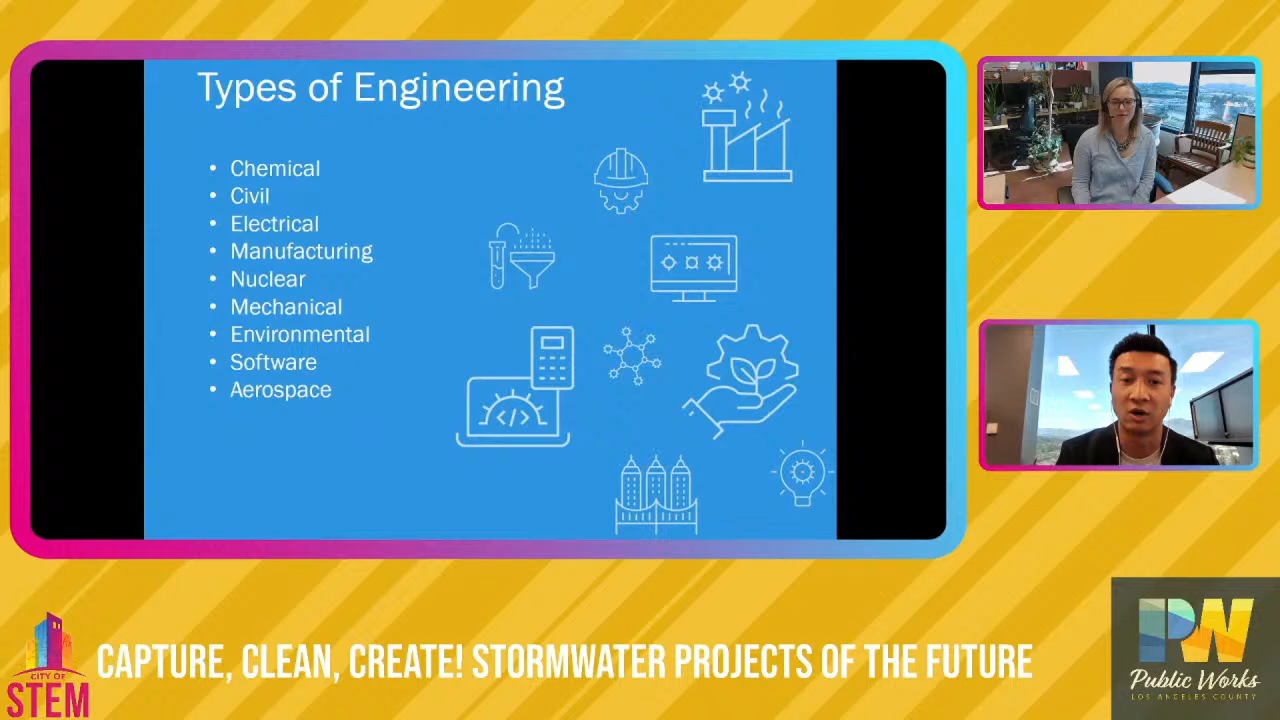 Types of Engineering
• Chemical
• Civil
• Electrical
• Manufacturing
• Nuclear
• Mechanical
• Environmental
• Software
• Aerospace
</>
CITY OF
STEM
CAPTURE, CLEAN, CREATE! STORMWATER PROJECTS OF THE FUTURE
PW
Public Works
LOS ANGELES COUNTY